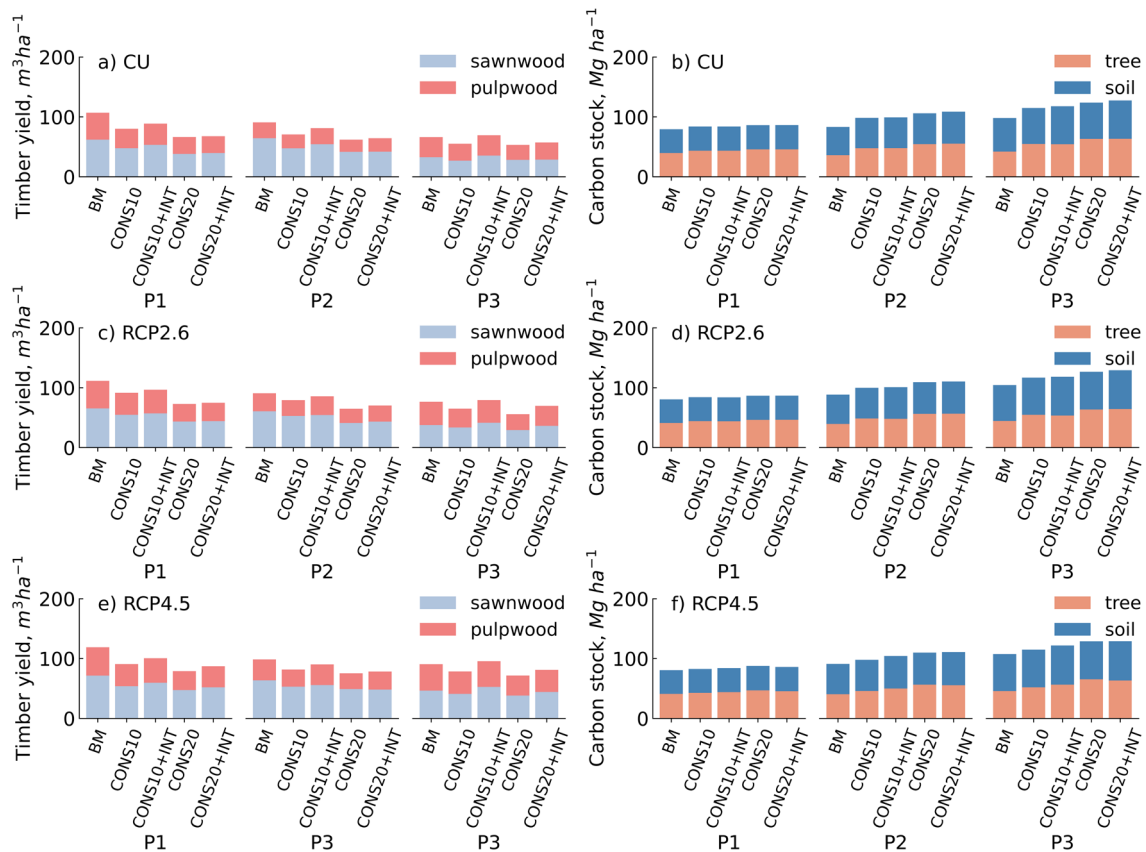 200
100
0
Timber yield, m³ha⁻¹
a) CU
sawnwood
pulpwood
BM
CONS10
CONS10+INT
CONS20
CONS20+INT
P1
BM
CONS10
CONS10+INT
CONS20
CONS20+INT
P2
BM
CONS10
CONS10+INT
CONS20
CONS20+INT
P3
200
100
0
Carbon stock, Mg ha⁻¹
b) CU
tree
soil
BM
CONS10
CONS10+INT
CONS20
CONS20+INT
P1
BM
CONS10
CONS10+INT
CONS20
CONS20+INT
P2
BM
CONS10
CONS10+INT
CONS20
CONS20+INT
P3
200
100
0
Timber yield, m³ha⁻¹
c) RCP2.6
sawnwood
pulpwood
BM
CONS10
CONS10+INT
CONS20
CONS20+INT
P1
BM
CONS10
CONS10+INT
CONS20
CONS20+INT
P2
BM
CONS10
CONS10+INT
CONS20
CONS20+INT
P3
200
100
0
Carbon stock, Mg ha⁻¹
d) RCP2.6
tree
soil
BM
CONS10
CONS10+INT
CONS20
CONS20+INT
P1
BM
CONS10
CONS10+INT
CONS20
CONS20+INT
P2
BM
CONS10
CONS10+INT
CONS20
CONS20+INT
P3
200
100
0
Timber yield, m³ha⁻¹
e) RCP4.5
sawnwood
pulpwood
BM
CONS10
CONS10+INT
CONS20
CONS20+INT
P1
BM
CONS10
CONS10+INT
CONS20
CONS20+INT
P3
BM
CONS10
CONS10+INT
CONS20
CONS20+INT
P3
200
100
0
Carbon stock, Mg ha⁻¹
f) RCP4.5
tree
soil
BM
CONS10
CONS10+INT
CONS20
CONS20+INT
P1
BM
CONS10
CONS10+INT
CONS20
CONS20+INT
P2
BM
CONS10
CONS10+INT
CONS20
CONS20+INT
P3